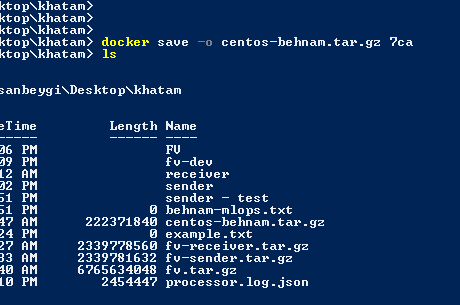 ktop\khatam>
ktop\khatam>
ktop\khatam>
ktop\khatam> docker save -o centos-behnam.tar.gz 7ca
ktop\khatam> ls
sanbeygi\Desktop\khatam
eTime Length Name
----- ------ ----
06 PM FV
09 PM fv-dev
12 AM receiver
02 PM sender
51 PM sender - test
51 PM 0 behnam-mlops.txt
47 AM 222371840 centos-behnam.tar.gz
24 PM 0 example.txt
27 AM 2339778560 fv-receiver.tar.gz
33 AM 2339781632 fv-sender.tar.gz
40 AM 6765634048 fv.tar.gz
10 PM 2454447 processor.log.json